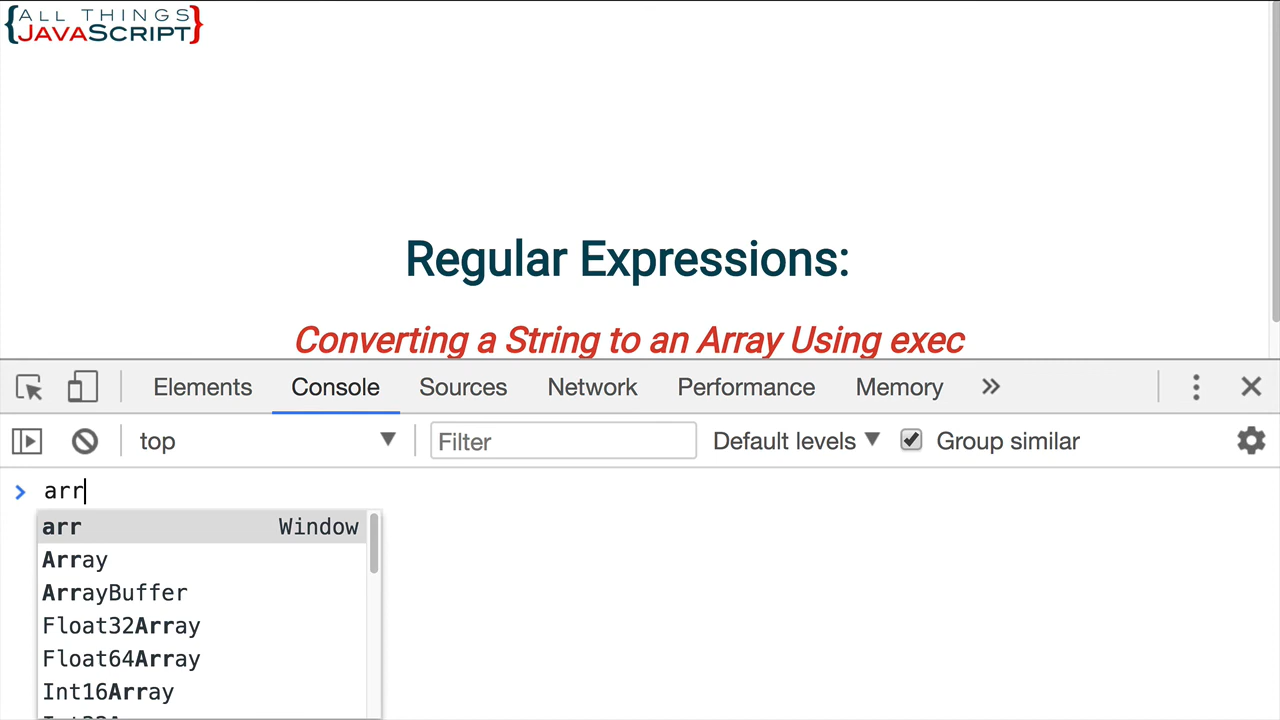 {ALL THINGS
JAVASCRIPT}
Regular Expressions:
Converting a String to an Array Using exec
Elements Console Sources Network Performance Memory »
top Filter Default levels Group similar
> arr
arr Window
Array
ArrayBuffer
Float32Array
Float64Array
Int16Array